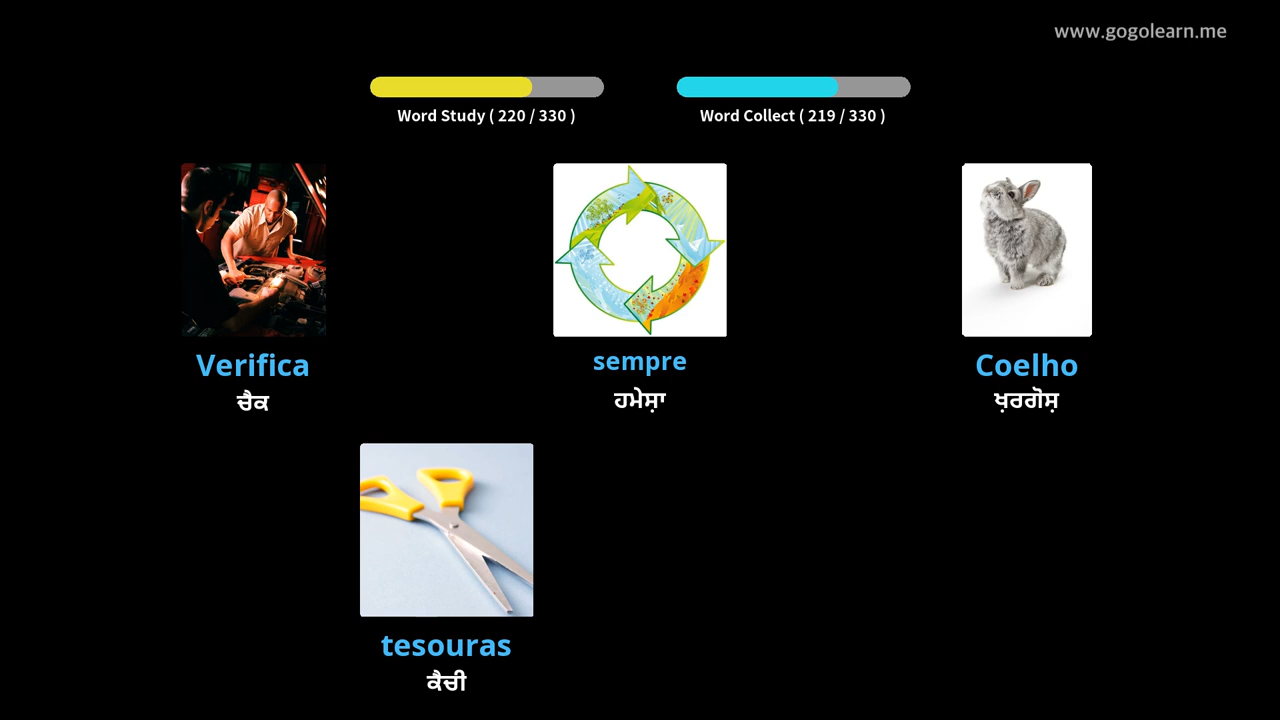 www.gogolearn.me
Word Study ( 220 / 330 )
Word Collect ( 219 / 330 )
Verifica
ਚੈਕ
sempre
ਹਮੇਸ਼ਾ
Coelho
ਖ਼ਰਗੋਸ਼
tesouras
ਕੈਚੀ